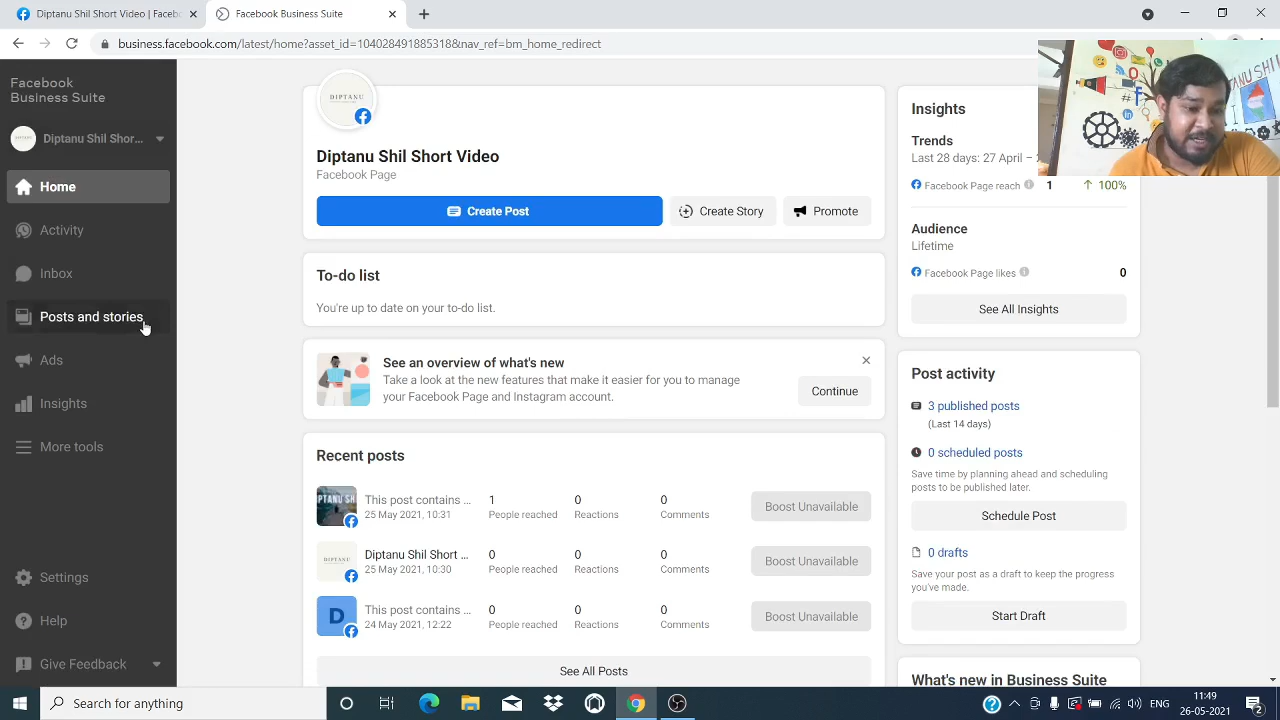 Diptanu Shil Short Video | Faceb
Facebook Business Suite
business.facebook.com/latest/home?asset_id=104028491885318&nav_ref=bm_home_redirect
Facebook
Business Suite
Diptanu Shil Shor...
Home
Activity
Inbox
Posts and stories
Ads
Insights
More tools
Settings
Help
Give Feedback
DIPTANU
Diptanu Shil Short Video
Facebook Page
Create Post
Create Story
Promote
To-do list
You're up to date on your to-do list.
See an overview of what's new
Take a look at the new features that make it easier for you to manage
your Facebook Page and Instagram account.
Continue
Recent posts
This post contains ...
25 May 2021, 10:31
1
People reached
0
Reactions
0
Comments
Boost Unavailable
Diptanu Shil Short ...
25 May 2021, 10:30
0
People reached
0
Reactions
0
Comments
Boost Unavailable
D
This post contains ...
24 May 2021, 12:22
0
People reached
0
Reactions
0
Comments
Boost Unavailable
See All Posts
Insights
Trends
Last 28 days: 27 April –
Facebook Page reach
1
↑ 100%
Audience
Lifetime
Facebook Page likes
0
See All Insights
Post activity
3 published posts
(Last 14 days)
0 scheduled posts
Save time by planning ahead and scheduling
posts to be published later.
Schedule Post
0 drafts
Save your post as a draft to keep the progress
you've made.
Start Draft
What's new in Business Suite
Search for anything
ENG
11:49
26-05-2021
2